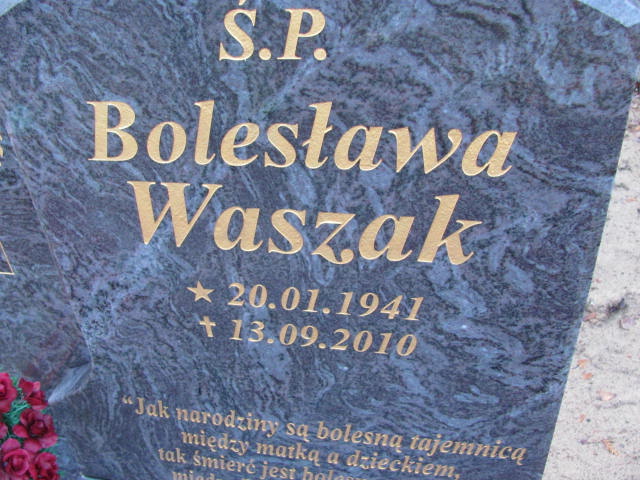 Ś.P.
Bolesława
Waszak
★ 20.01.1941
✝ 13.09.2010
“Jak narodziny są bolesną tajemnicą
między matką a dzieckiem,
tak śmierć jest